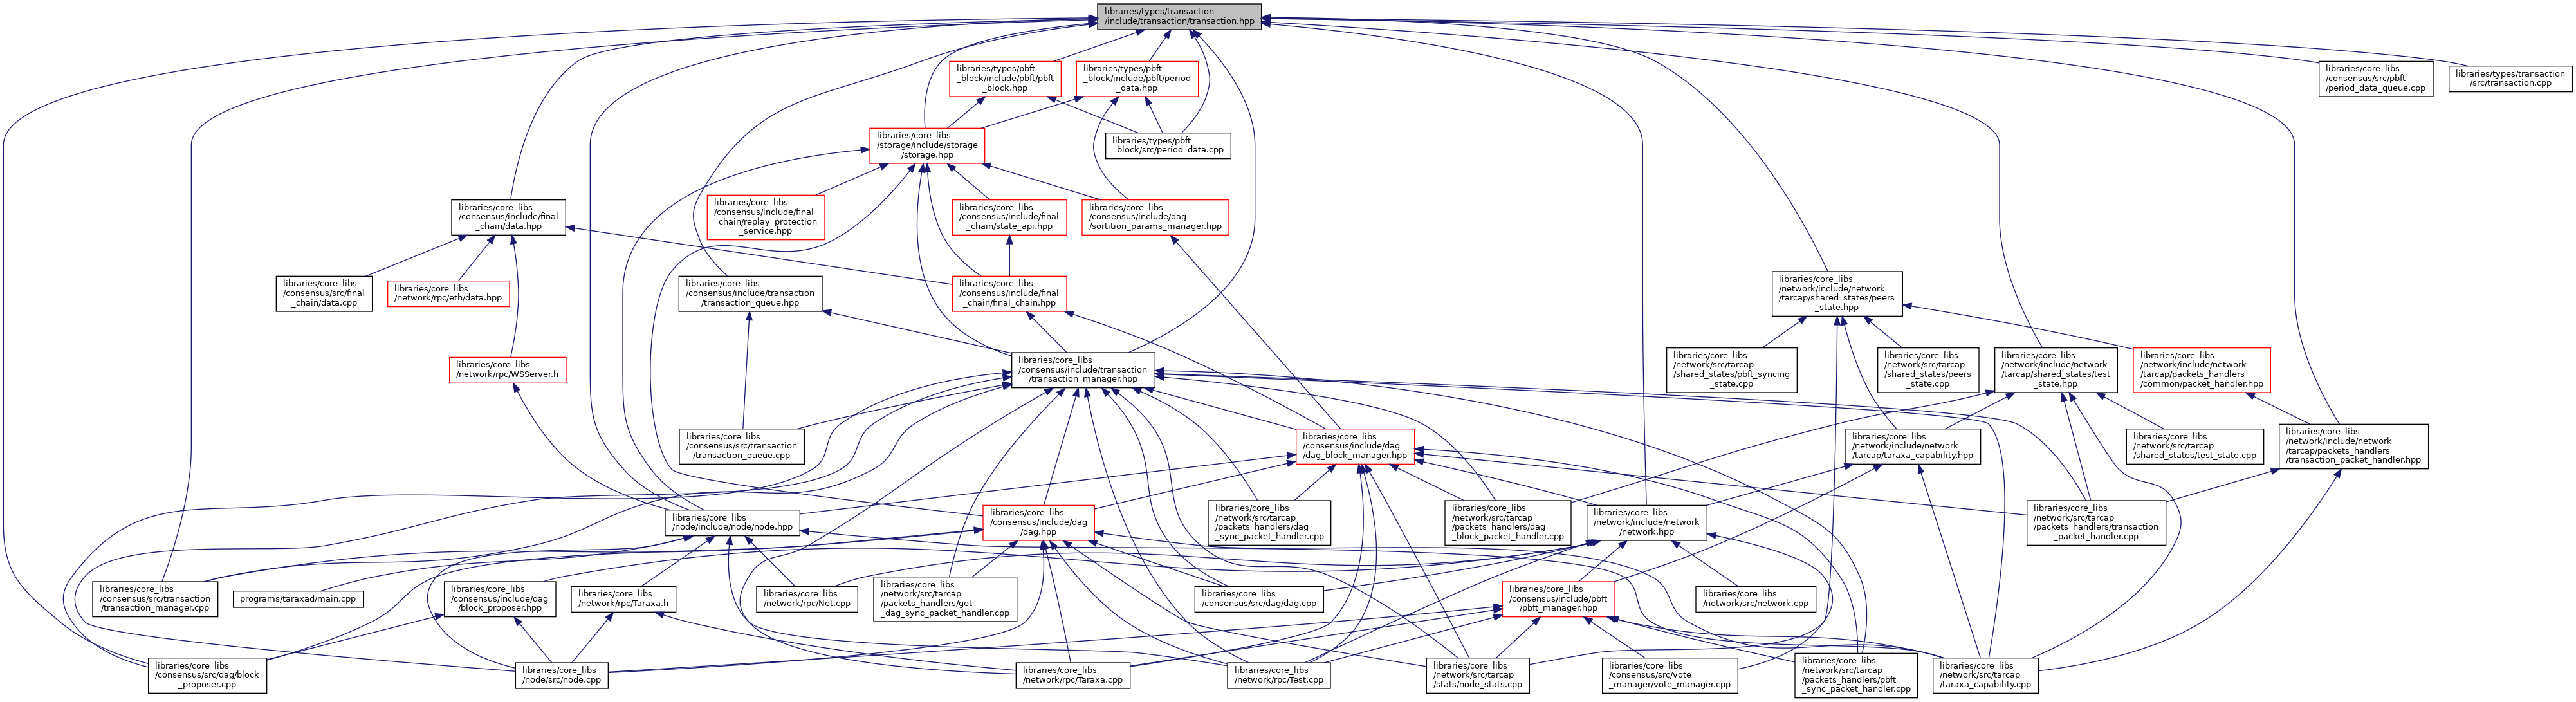 libraries/types/transaction
/include/transaction/transaction.hpp
libraries/types/pbft
_block/include/pbft/pbft
_block.hpp
libraries/types/pbft
_block/include/pbft/period
_data.hpp
libraries/core_libs
/consensus/src/pbft
/period_data_queue.cpp
libraries/types/transaction
/src/transaction.cpp
libraries/core_libs
/storage/include/storage
/storage.hpp
libraries/types/pbft
_block/src/period_data.cpp
libraries/core_libs
/consensus/include/final
_chain/data.hpp
libraries/core_libs
/consensus/include/final
_chain/replay_protection
_service.hpp
libraries/core_libs
/consensus/include/final
_chain/state_api.hpp
libraries/core_libs
/consensus/include/dag
/sortition_params_manager.hpp
libraries/core_libs
/consensus/src/final
_chain/data.cpp
libraries/core_libs
/network/rpc/eth/data.hpp
libraries/core_libs
/consensus/include/transaction
/transaction_queue.hpp
libraries/core_libs
/consensus/include/final
_chain/final_chain.hpp
libraries/core_libs
/network/include/network
/tarcap/shared_states/peers
_state.hpp
libraries/core_libs
/network/rpc/WSServer.h
libraries/core_libs
/consensus/include/transaction
/transaction_manager.hpp
libraries/core_libs
/network/src/tarcap
/shared_states/pbft_syncing
_state.cpp
libraries/core_libs
/network/src/tarcap
/shared_states/peers
_state.cpp
libraries/core_libs
/network/include/network
/tarcap/shared_states/test
_state.hpp
libraries/core_libs
/network/include/network
/tarcap/packets_handlers
/common/packet_handler.hpp
libraries/core_libs
/consensus/src/transaction
/transaction_queue.cpp
libraries/core_libs
/consensus/include/dag
/dag_block_manager.hpp
libraries/core_libs
/network/include/network
/tarcap/taraxa_capability.hpp
libraries/core_libs
/network/src/tarcap
/shared_states/test_state.cpp
libraries/core_libs
/network/include/network
/tarcap/packets_handlers
/transaction_packet_handler.hpp
libraries/core_libs
/node/include/node/node.hpp
libraries/core_libs
/consensus/include/dag
/dag.hpp
libraries/core_libs
/network/src/tarcap
/packets_handlers/dag
_sync_packet_handler.cpp
libraries/core_libs
/network/src/tarcap
/packets_handlers/dag
_block_packet_handler.cpp
libraries/core_libs
/network/include/network
/network.hpp
libraries/core_libs
/network/src/tarcap
/packets_handlers/transaction
_packet_handler.cpp
libraries/core_libs
/consensus/src/transaction
/transaction_manager.cpp
programs/taraxad/main.cpp
libraries/core_libs
/consensus/include/dag
/block_proposer.hpp
libraries/core_libs
/network/rpc/Taraxa.h
libraries/core_libs
/network/rpc/Net.cpp
libraries/core_libs
/network/src/tarcap
/packets_handlers/get
_dag_sync_packet_handler.cpp
libraries/core_libs
/consensus/src/dag/dag.cpp
libraries/core_libs
/consensus/include/pbft
/pbft_manager.hpp
libraries/core_libs
/network/src/network.cpp
libraries/core_libs
/consensus/src/dag/block
_proposer.cpp
libraries/core_libs
/node/src/node.cpp
libraries/core_libs
/network/rpc/Taraxa.cpp
libraries/core_libs
/network/rpc/Test.cpp
libraries/core_libs
/network/src/tarcap
/stats/node_stats.cpp
libraries/core_libs
/consensus/src/vote
_manager/vote_manager.cpp
libraries/core_libs
/network/src/tarcap
/packets_handlers/pbft
_sync_packet_handler.cpp
libraries/core_libs
/network/src/tarcap
/taraxa_capability.cpp